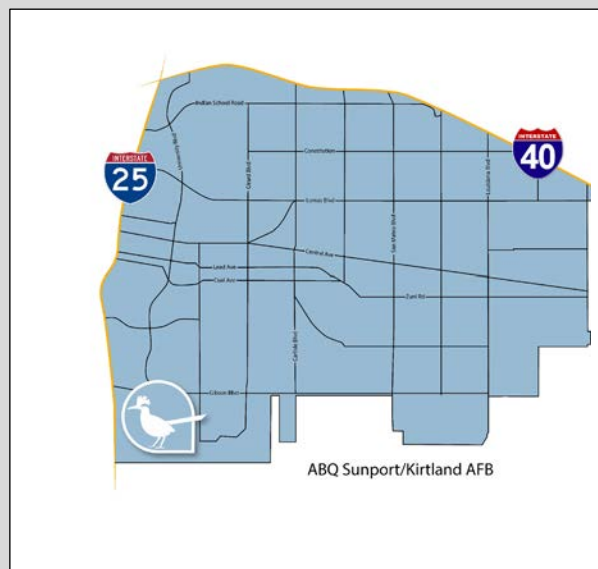 Indian School Road
University Blvd
Girard Blvd
Constitution
INTERSTATE
40
INTERSTATE
25
Louisiana Blvd
Lomas Blvd
San Mateo Blvd
Central Ave
Lead Ave
Coal Ave
Zuni Rd
Carlisle Blvd
Gibson Blvd
ABQ Sunport/Kirtland AFB